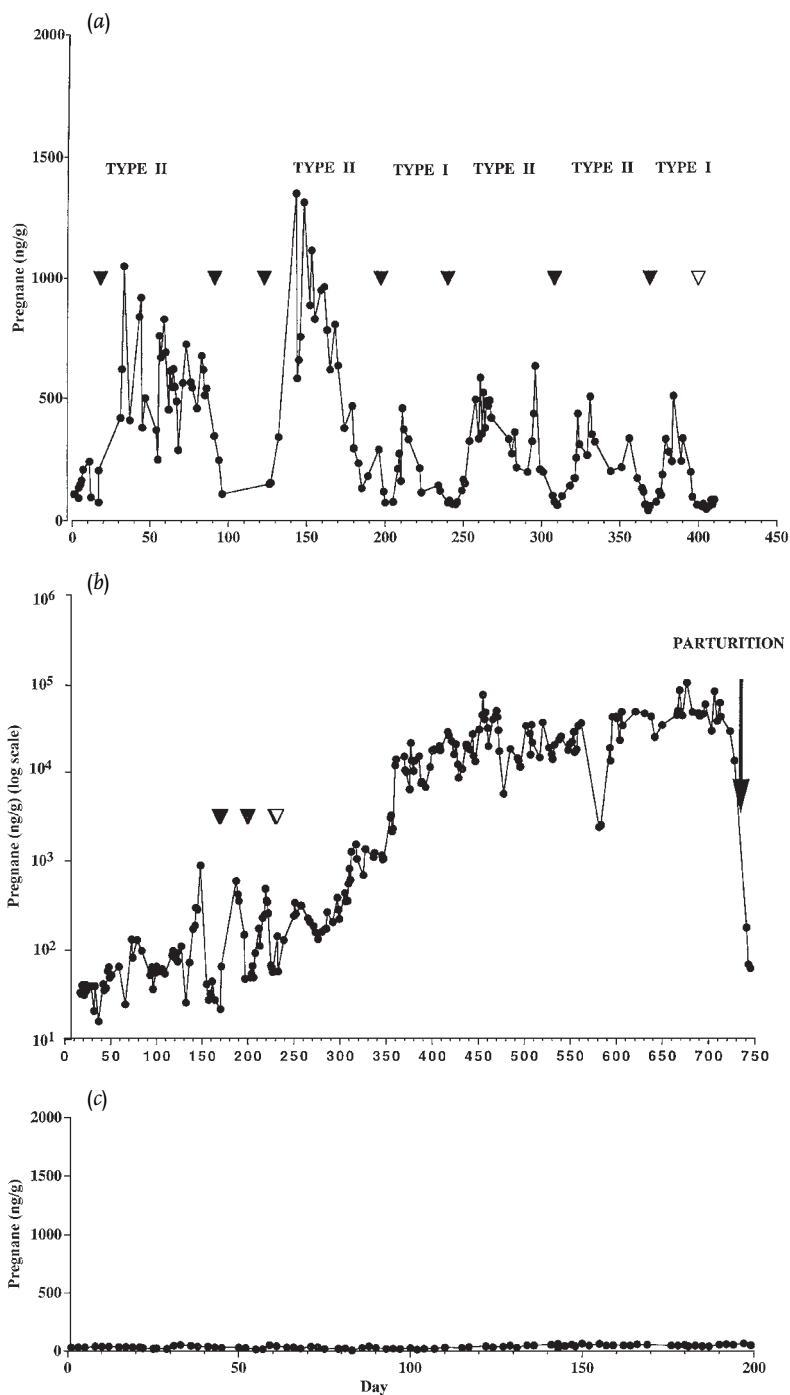 (a)
2000
1500
1000
500
0
Pregnane (ng/g)
TYPE II TYPE II TYPE I TYPE II TYPE II TYPE I
0 50 100 150 200 250 300 350 400 450
(b)
10⁶
10⁵
10⁴
10³
10²
10¹
Pregnane (ng/g) (log scale)
PARTURITION
0 50 100 150 200 250 300 350 400 450 500 550 600 650 700 750
(c)
2000
1500
1000
500
0
Pregnane (ng/g)
0 50 100 150 200
Day